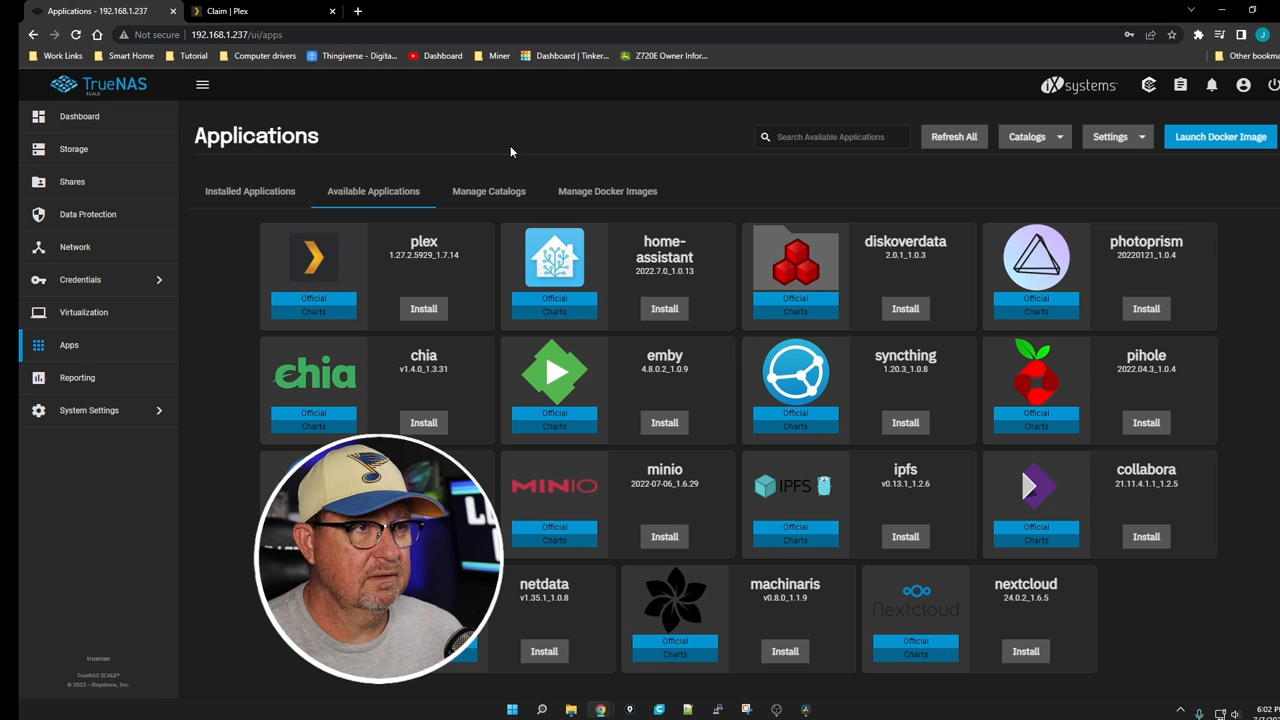 Applications - 192.168.1.237
Claim | Plex
Not secure
192.168.1.237/ui/apps
Work Links
Smart Home
Tutorial
Computer drivers
Thingiverse - Digita...
Dashboard
Miner
Dashboard | Tinker...
Z720E Owner Infor...
Other bookma
TrueNAS
SCALE
iXsystems
Dashboard
Storage
Shares
Data Protection
Network
Credentials
Virtualization
Apps
Reporting
System Settings
truenas
TrueNAS SCALE®
© 2022 - iXsystems, Inc.
Applications
Search Available Applications
Refresh All
Catalogs
Settings
Launch Docker Image
Installed Applications
Available Applications
Manage Catalogs
Manage Docker Images
plex
1.27.2.5929_1.7.14
Install
Official
Charts
home-
assistant
2022.7.0_1.0.13
Install
Official
Charts
diskoverdata
2.0.1_1.0.3
Install
Official
Charts
photoprism
20220121_1.0.4
Install
Official
Charts
chia
chia
v1.4.0_1.3.31
Install
Official
Charts
emby
4.8.0.2_1.0.9
Install
Official
Charts
syncthing
1.20.3_1.0.8
Install
Official
Charts
pihole
2022.04.3_1.0.4
Install
Official
Charts
MINIO
minio
2022-07-06_1.6.29
Install
Official
Charts
IPFS
ipfs
v0.13.1_1.2.6
Install
Official
Charts
collabora
21.11.4.1.1_1.2.5
Install
Official
Charts
netdata
v1.35.1_1.0.8
Install
machinaris
v0.8.0_1.1.9
Install
Official
Charts
Nextcloud
nextcloud
24.0.2_1.6.5
Install
Official
Charts
6:02 PM